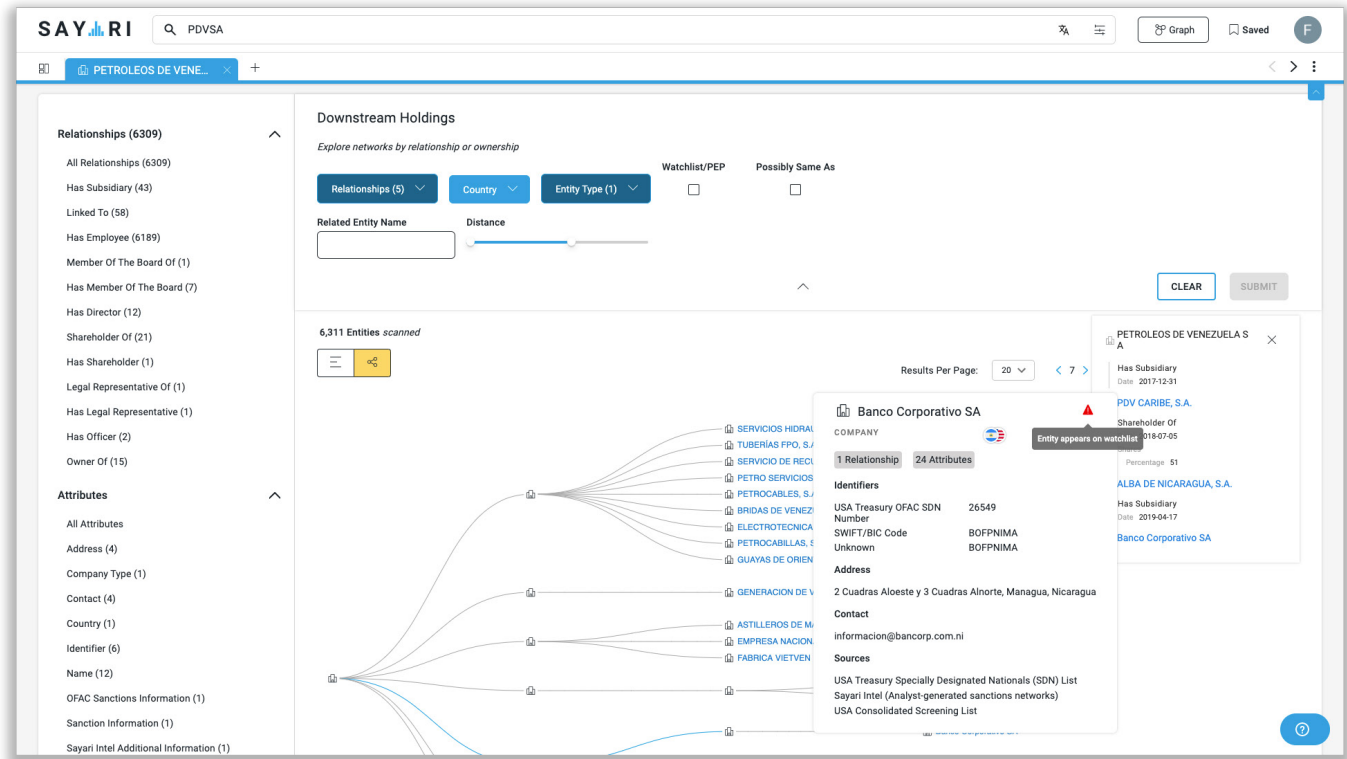 SAYARI
PDVSA
Graph
Saved
F
PETROLEOS DE VENE...
Relationships (6309)
All Relationships (6309)
Has Subsidiary (43)
Linked To (58)
Has Employee (6189)
Member Of The Board Of (1)
Has Member Of The Board (7)
Has Director (12)
Shareholder Of (21)
Has Shareholder (1)
Legal Representative Of (1)
Has Legal Representative (1)
Has Officer (2)
Owner Of (15)
Attributes
All Attributes
Address (4)
Company Type (1)
Contact (4)
Country (1)
Identifier (6)
Name (12)
OFAC Sanctions Information (1)
Sanction Information (1)
Sayari Intel Additional Information (1)
Downstream Holdings
Explore networks by relationship or ownership
Relationships (5)
Country
Entity Type (1)
Watchlist/PEP
Possibly Same As
Related Entity Name
Distance
CLEAR
SUBMIT
6,311 Entities scanned
Results Per Page:
20
7
SERVICIOS HIDRAU
TUBERÍAS FPO, S.A
SERVICIO DE RECU
PETRO SERVICIOS
PETROCABLES, S.A
BRIDAS DE VENEZU
ELECTROTECNICA
PETROCABILLAS, S
GUAYAS DE ORIEN
GENERACION DE V
ASTILLEROS DE MA
EMPRESA NACION
FABRICA VIETVEN
Banco Corporativo SA
COMPANY
Entity appears on watchlist
1 Relationship
24 Attributes
Identifiers
USA Treasury OFAC SDN Number 26549
SWIFT/BIC Code BOFPNIMA
Unknown BOFPNIMA
Address
2 Cuadras Aloeste y 3 Cuadras Alnorte, Managua, Nicaragua
Contact
informacion@bancorp.com.ni
Sources
USA Treasury Specially Designated Nationals (SDN) List
Sayari Intel (Analyst-generated sanctions networks)
USA Consolidated Screening List
PETROLEOS DE VENEZUELA S
A
Has Subsidiary
Date 2017-12-31
PDV CARIBE, S.A.
Shareholder Of
018-07-05
Percentage 51
ALBA DE NICARAGUA, S.A.
Has Subsidiary
Date 2019-04-17
Banco Corporativo SA